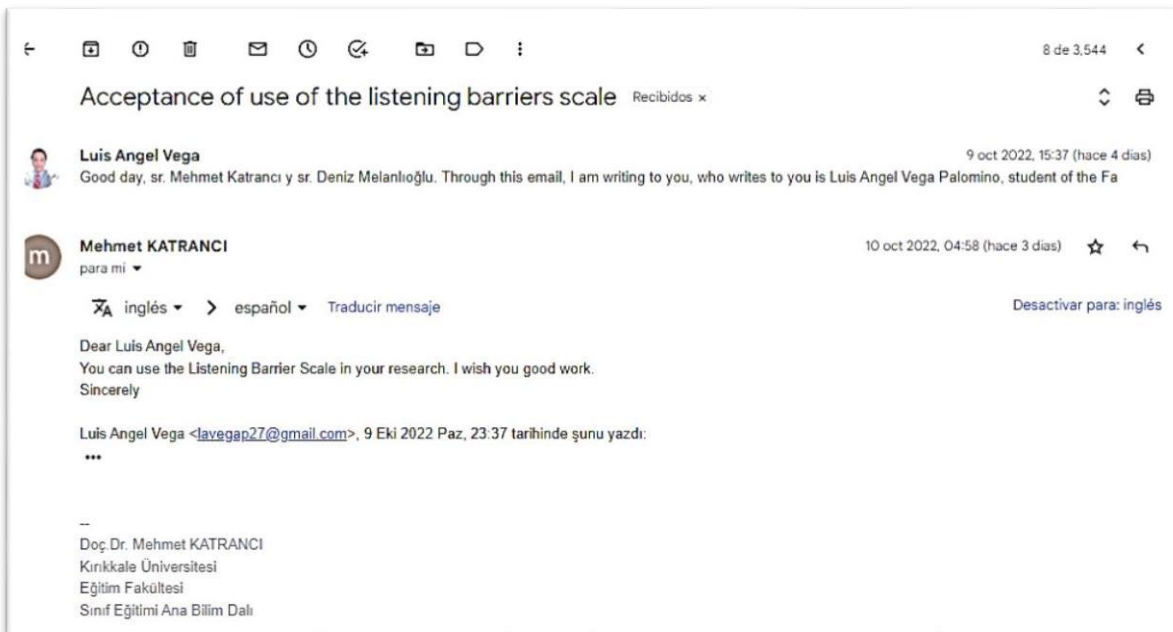 8 de 3,544
Acceptance of use of the listening barriers scale Recibidos x
Luis Angel Vega 9 oct 2022, 15:37 (hace 4 días)
Good day, sr. Mehmet Katrancı y sr. Deniz Melanlıoğlu. Through this email, I am writing to you, who writes to you is Luis Angel Vega Palomino, student of the Fa
m
Mehmet KATRANCI 10 oct 2022, 04:58 (hace 3 días)
para mí
inglés > español Traducir mensaje Desactivar para: inglés
Dear Luis Angel Vega,
You can use the Listening Barrier Scale in your research. I wish you good work.
Sincerely
Luis Angel Vega <lavegap27@gmail.com>, 9 Eki 2022 Paz, 23:37 tarihinde şunu yazdı:
•••
--
Doç.Dr. Mehmet KATRANCI
Kırıkkale Üniversitesi
Eğitim Fakültesi
Sınıf Eğitimi Ana Bilim Dalı